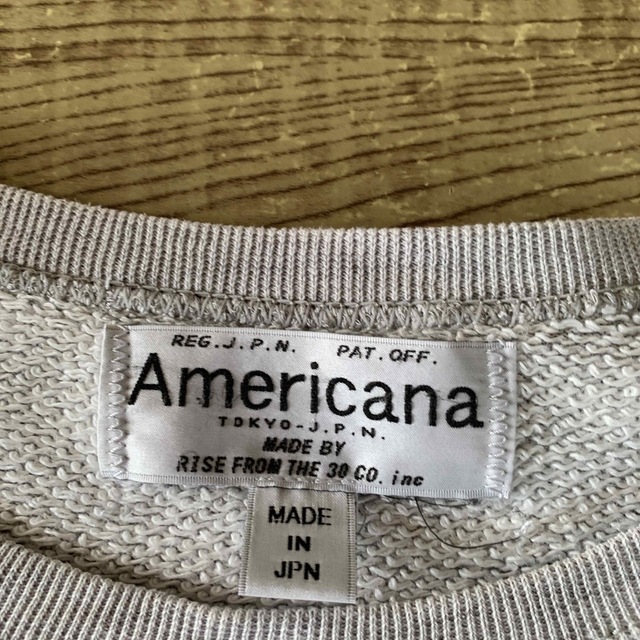 REG.J.P.N. PAT.OFF.
Americana
TOKYO-J.P.N.
MADE BY
RISE FROM THE 30 CO. inc
MADE
IN
JPN